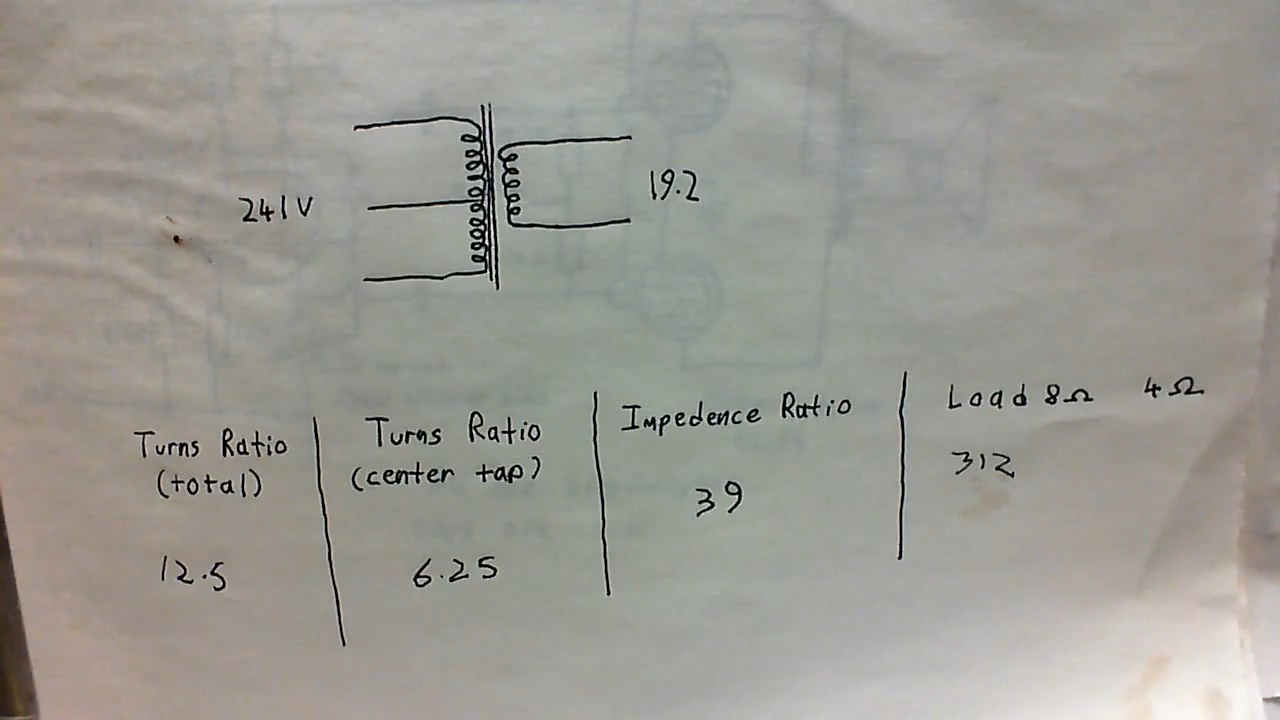 241V
19.2
Turns Ratio
(total)
12.5
Turns Ratio
(center tap)
6.25
Impedence Ratio
39
Load 8Ω 4Ω
312